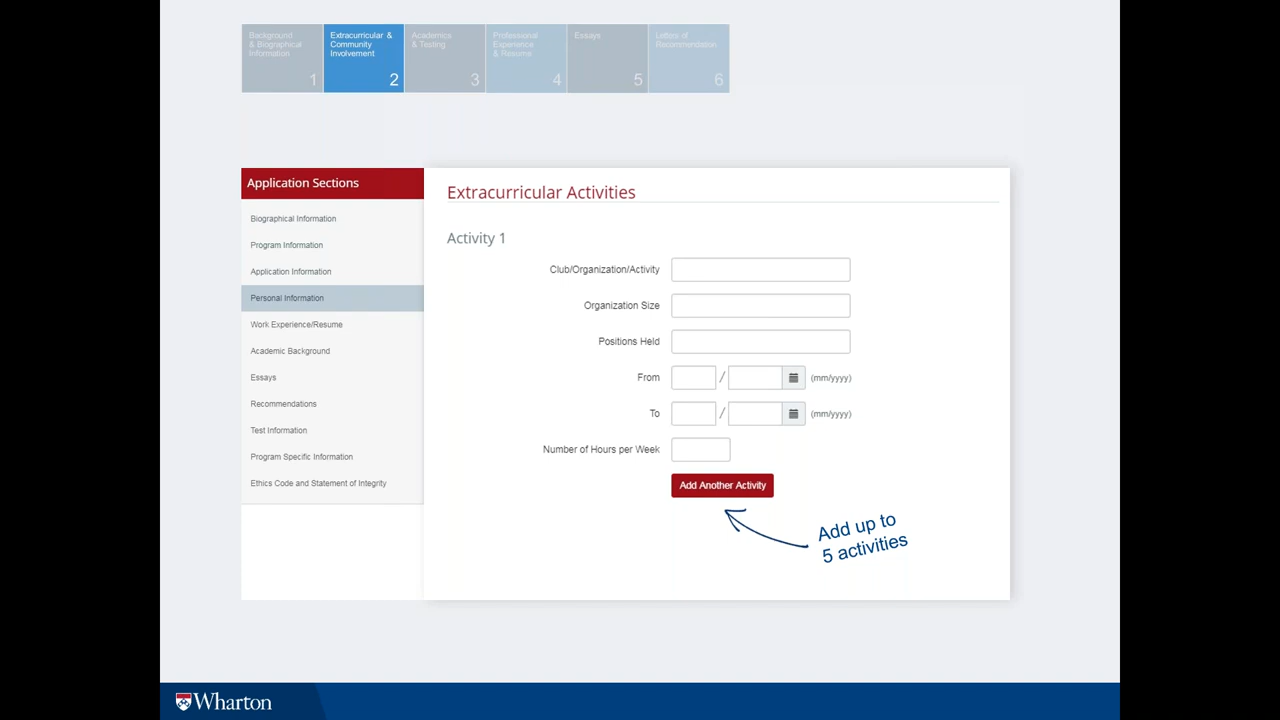 Background
& Biographical
Information
1
Extracurricular &
Community
Involvement
2
Academics
& Testing
3
Professional
Experience
& Resume
4
Essays
5
Letters of
Recommendation
6
Application Sections
Biographical Information
Program Information
Application Information
Personal Information
Work Experience/Resume
Academic Background
Essays
Recommendations
Test Information
Program Specific Information
Ethics Code and Statement of Integrity
Extracurricular Activities
Activity 1
Club/Organization/Activity
Organization Size
Positions Held
From / (mm/yyyy)
To / (mm/yyyy)
Number of Hours per Week
Add Another Activity
Add up to
5 activities
Wharton